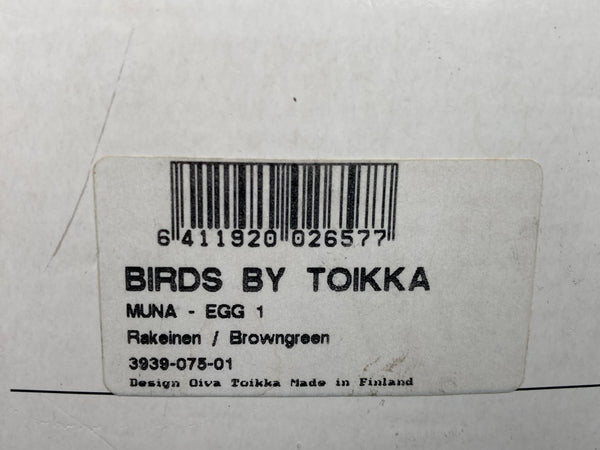 6 411920 026577
BIRDS BY TOIKKA
MUNA - EGG 1
Rakeinen / Browngreen
3939-075-01
Design Oiva Toikka Made in Finland